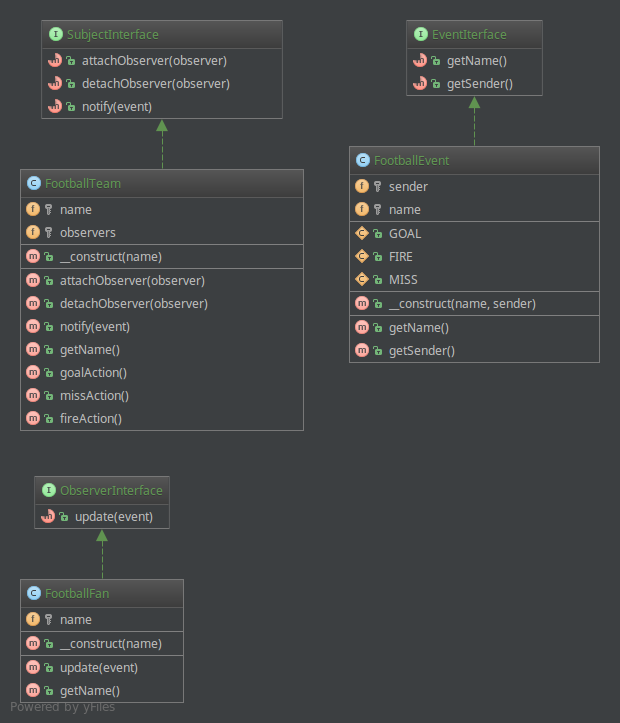 SubjectInterface
attachObserver(observer)
detachObserver(observer)
notify(event)
EventIterface
getName()
getSender()
FootballTeam
name
observers
__construct(name)
attachObserver(observer)
detachObserver(observer)
notify(event)
getName()
goalAction()
missAction()
fireAction()
FootballEvent
sender
name
GOAL
FIRE
MISS
__construct(name, sender)
getName()
getSender()
ObserverInterface
update(event)
FootballFan
name
__construct(name)
update(event)
getName()
Powered by yFiles